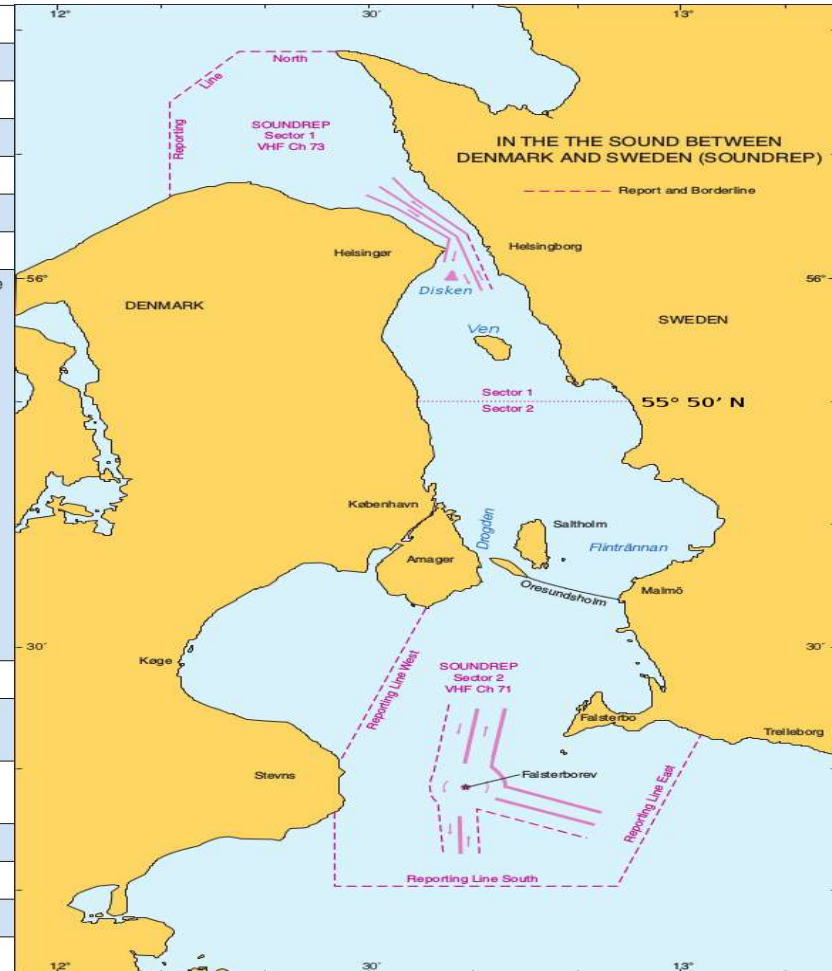 12°
30´
13°
North
Line
Reporting
SOUNDREP
Sector 1
VHF Ch 73
IN THE THE SOUND BETWEEN
DENMARK AND SWEDEN (SOUNDREP)
Report and Borderline
Helsingør
Helsingborg
56°
56°
Disken
DENMARK
SWEDEN
Ven
Sector 1
55° 50′ N
Sector 2
København
Drogden
Saltholm
Flintrännan
Amager
Oresundsholm
Malmö
30´
30´
Køge
Reporting Line West
SOUNDREP
Sector 2
VHF Ch 71
Falsterbo
Trelleborg
Stevns
Falsterborev
Reporting Line East
Reporting Line South
12°
30´
13°